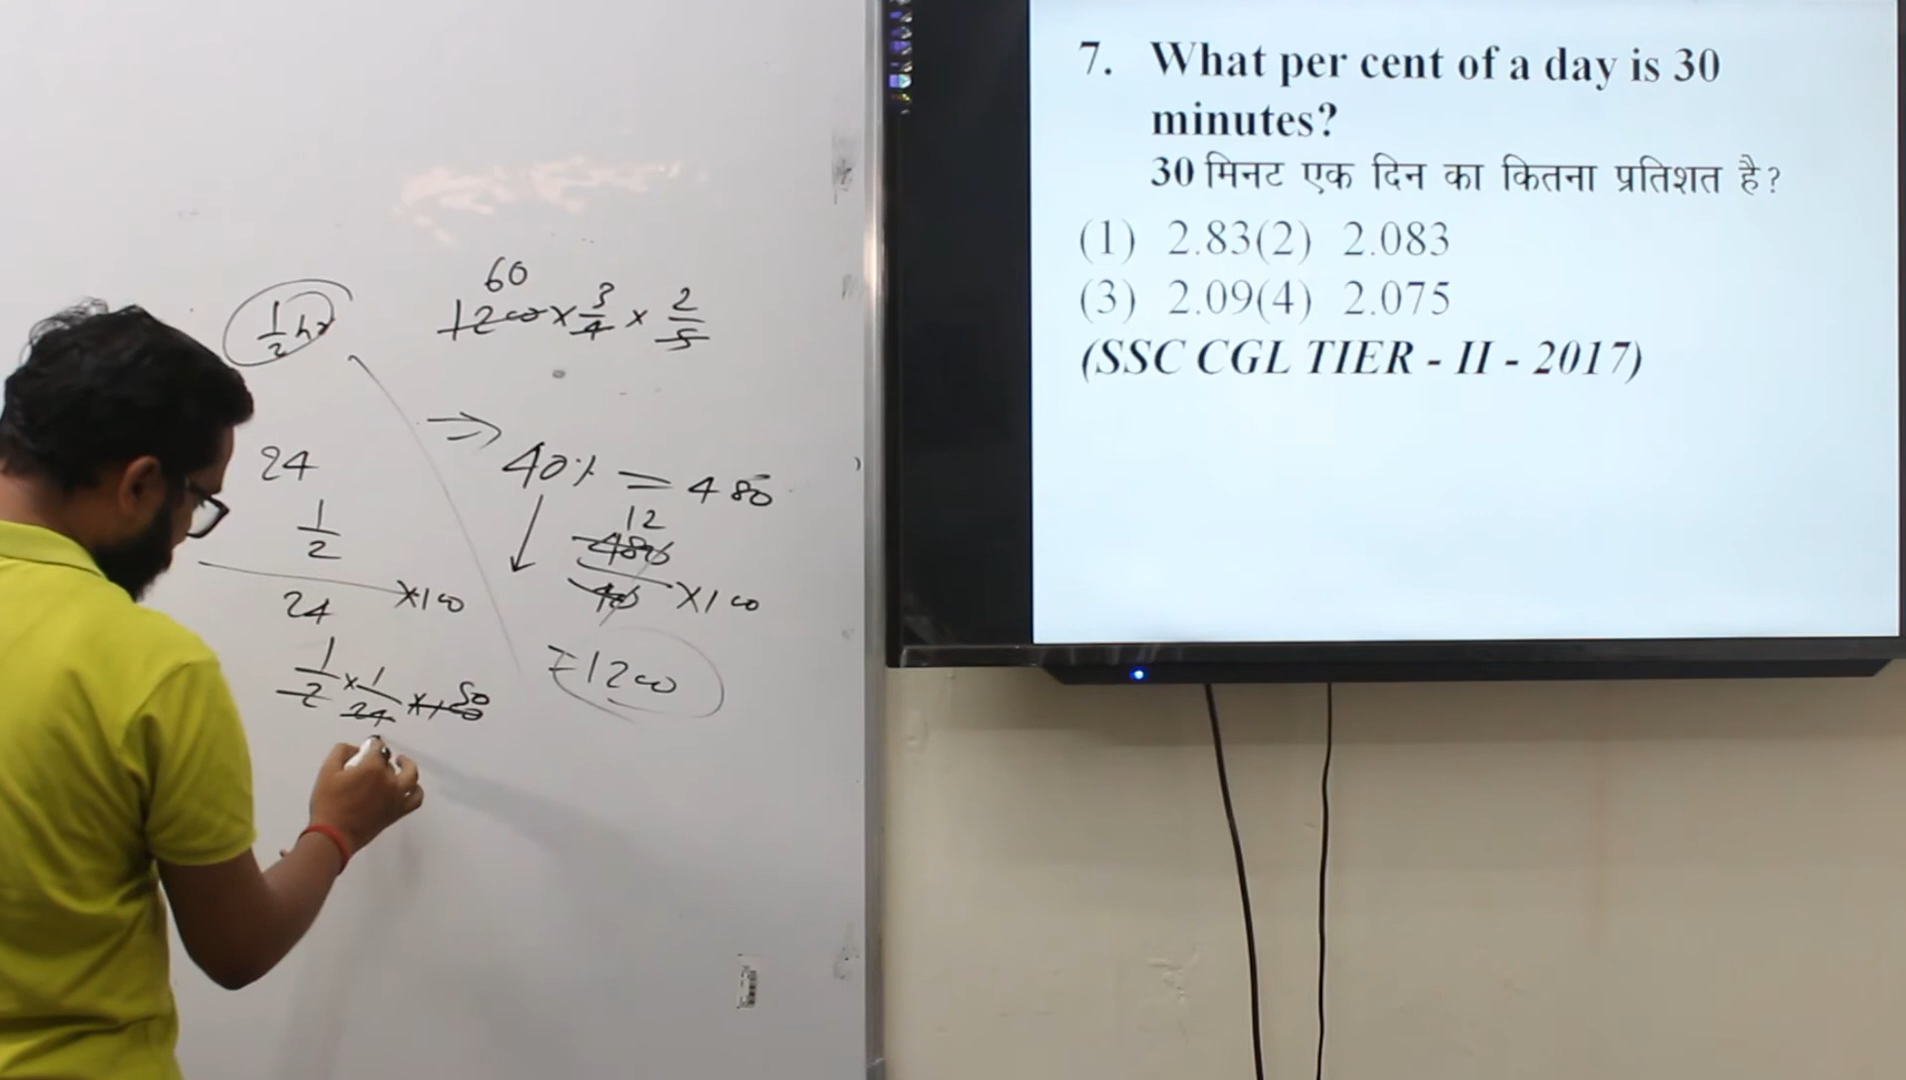 7. What per cent of a day is 30
minutes?
30 मिनट एक दिन का कितना प्रतिशत है?
(1) 2.83(2) 2.083
(3) 2.09(4) 2.075
(SSC CGL TIER - II - 2017)
1/2 hr
60
1200 × 3/4 × 2/5
⇒ 40% = 480
12
480/40 × 100
=1200
24
1/2
24 ×100
1/2 × 1/24 × 100
50